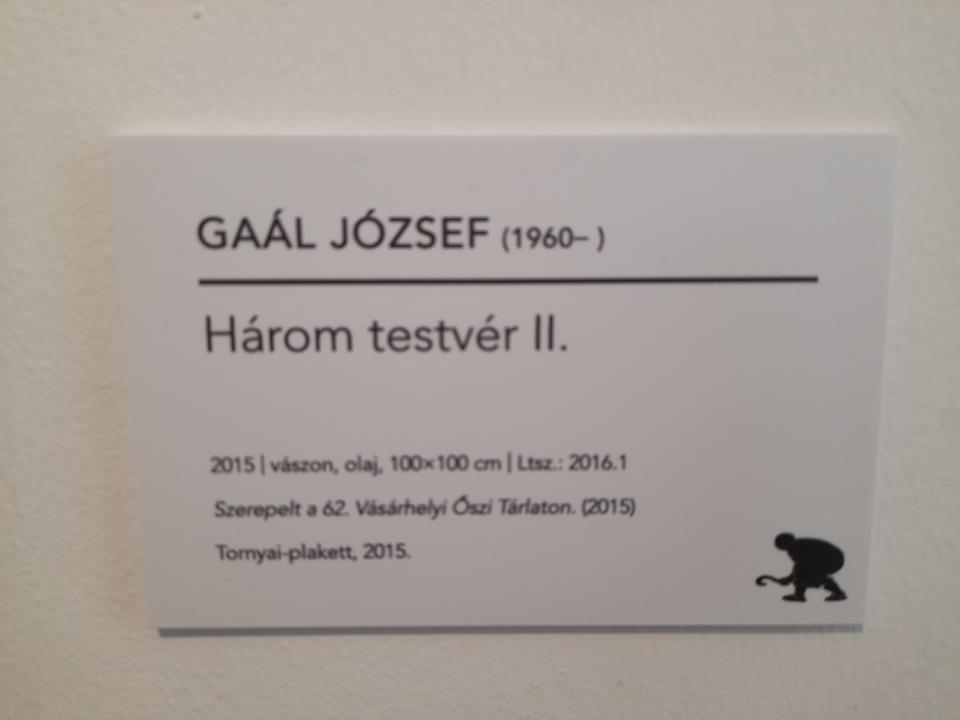 GAÁL JÓZSEF (1960– )
Három testvér II.
2015 | vászon, olaj, 100×100 cm | Ltsz.: 2016.1
Szerepelt a 62. Vásárhelyi Őszi Tárlaton. (2015)
Tornyai-plakett, 2015.